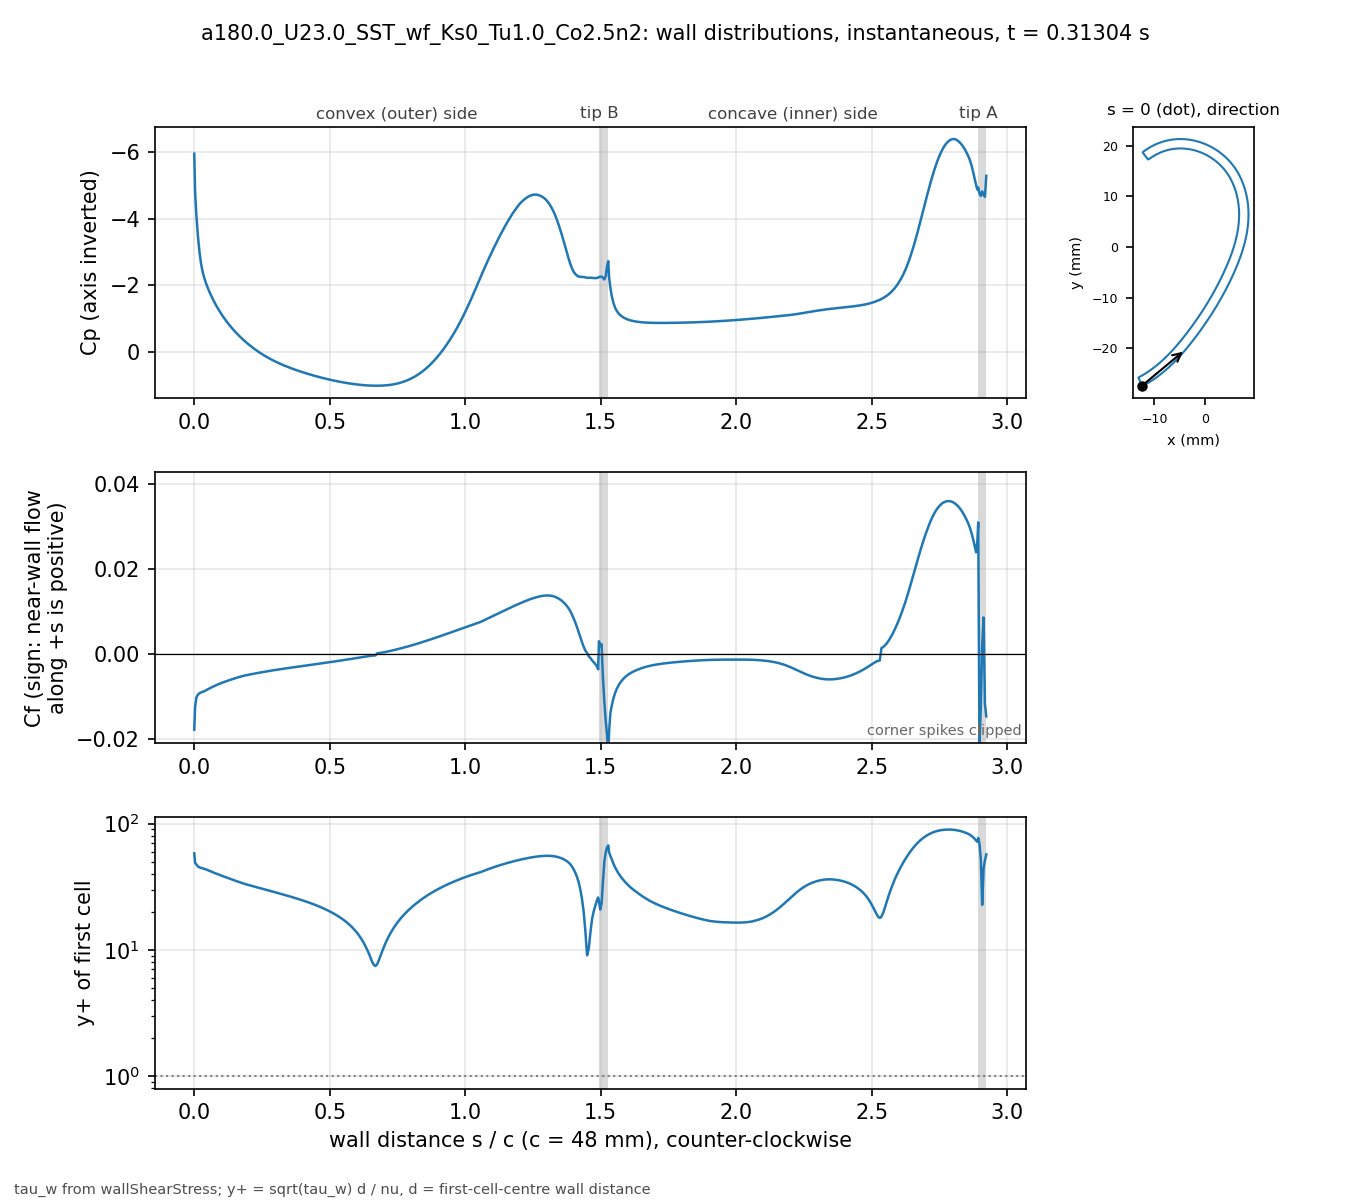 a180.0_U23.0_SST_wf_Ks0_Tu1.0_Co2.5n2: wall distributions, instantaneous, t = 0.31304 s
convex (outer) side
tip B
concave (inner) side
tip A
s = 0 (dot), direction
Cp (axis inverted)
−6
−4
−2
0
0.0 0.5 1.0 1.5 2.0 2.5 3.0
y (mm)
20
10
0
−10
−20
−10 0
x (mm)
Cf (sign: near-wall flow
along +s is positive)
0.04
0.02
0.00
−0.02
corner spikes clipped
0.0 0.5 1.0 1.5 2.0 2.5 3.0
y+ of first cell
10²
10¹
10⁰
0.0 0.5 1.0 1.5 2.0 2.5 3.0
wall distance s / c (c = 48 mm), counter-clockwise
tau_w from wallShearStress; y+ = sqrt(tau_w) d / nu, d = first-cell-centre wall distance